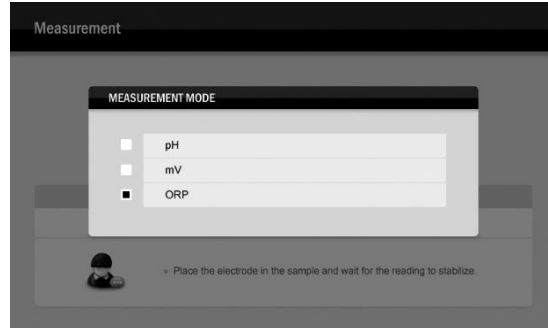 Measurement
MEASUREMENT MODE
pH
mV
ORP
Place the electrode in the sample and wait for the reading to stabilize.